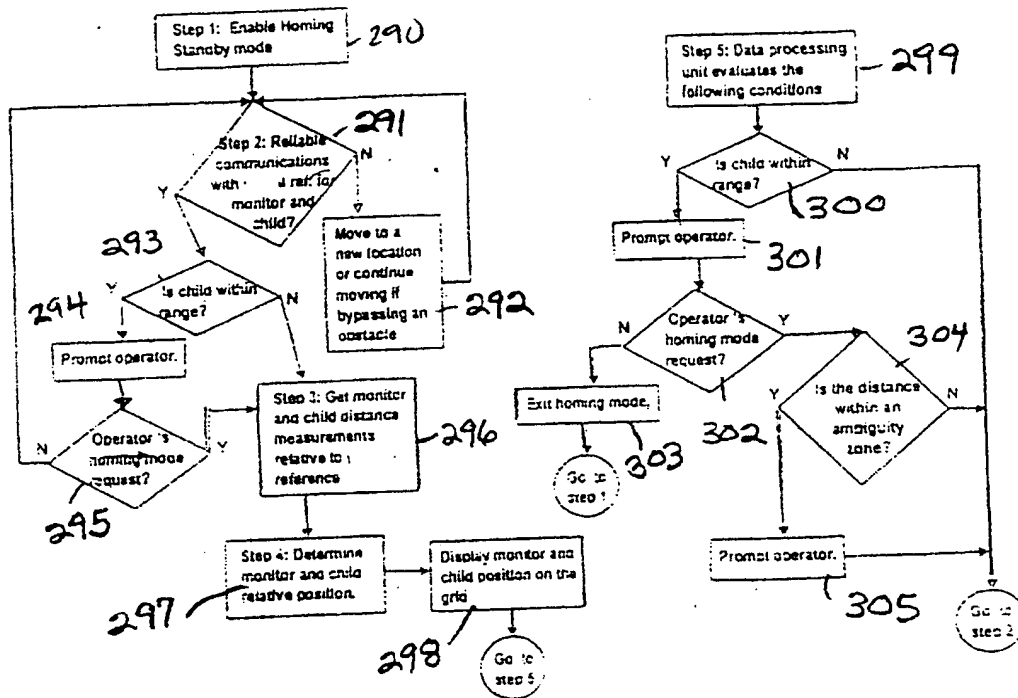 Step 1: Enable Homing
Standby mode
290
Step 2: Reliable
communications
with
monitor and
child?
291
Y
N
Move to a
new location
or continue
moving if
bypassing an
obstacle
292
293
Is child within
range?
Y
N
294
Prompt operator.
Operator's
homing mode
request?
N
Y
295
Step 3: Get monitor
and child distance
measurements
relative to
reference
296
Step 4: Determine
monitor and child
relative position.
297
Display monitor and
child position on the
grid
298
Go to
step 5
Step 5: Data processing
unit evaluates the
following conditions
299
Is child within
range?
Y
N
300
Prompt operator.
301
Operator's
homing mode
request?
N
Y
302
Exit homing mode.
303
Go to
step 1
304
Is the distance
within an
ambiguity
zone?
Y
N
Prompt operator.
305
Go to
step 2